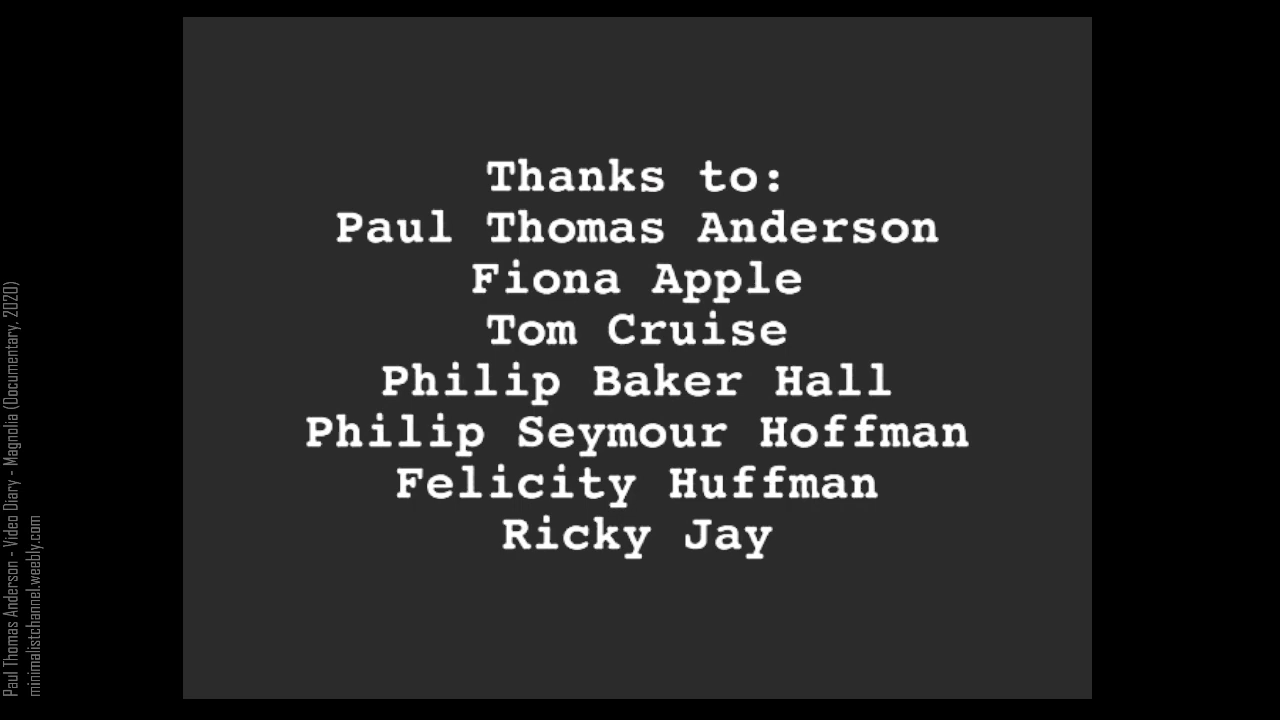 Thanks to:
Paul Thomas Anderson
Fiona Apple
Tom Cruise
Philip Baker Hall
Philip Seymour Hoffman
Felicity Huffman
Ricky Jay
Paul Thomas Anderson - Video Diary - Magnolia (Documentary, 2020)
minimalistchannel.weebly.com